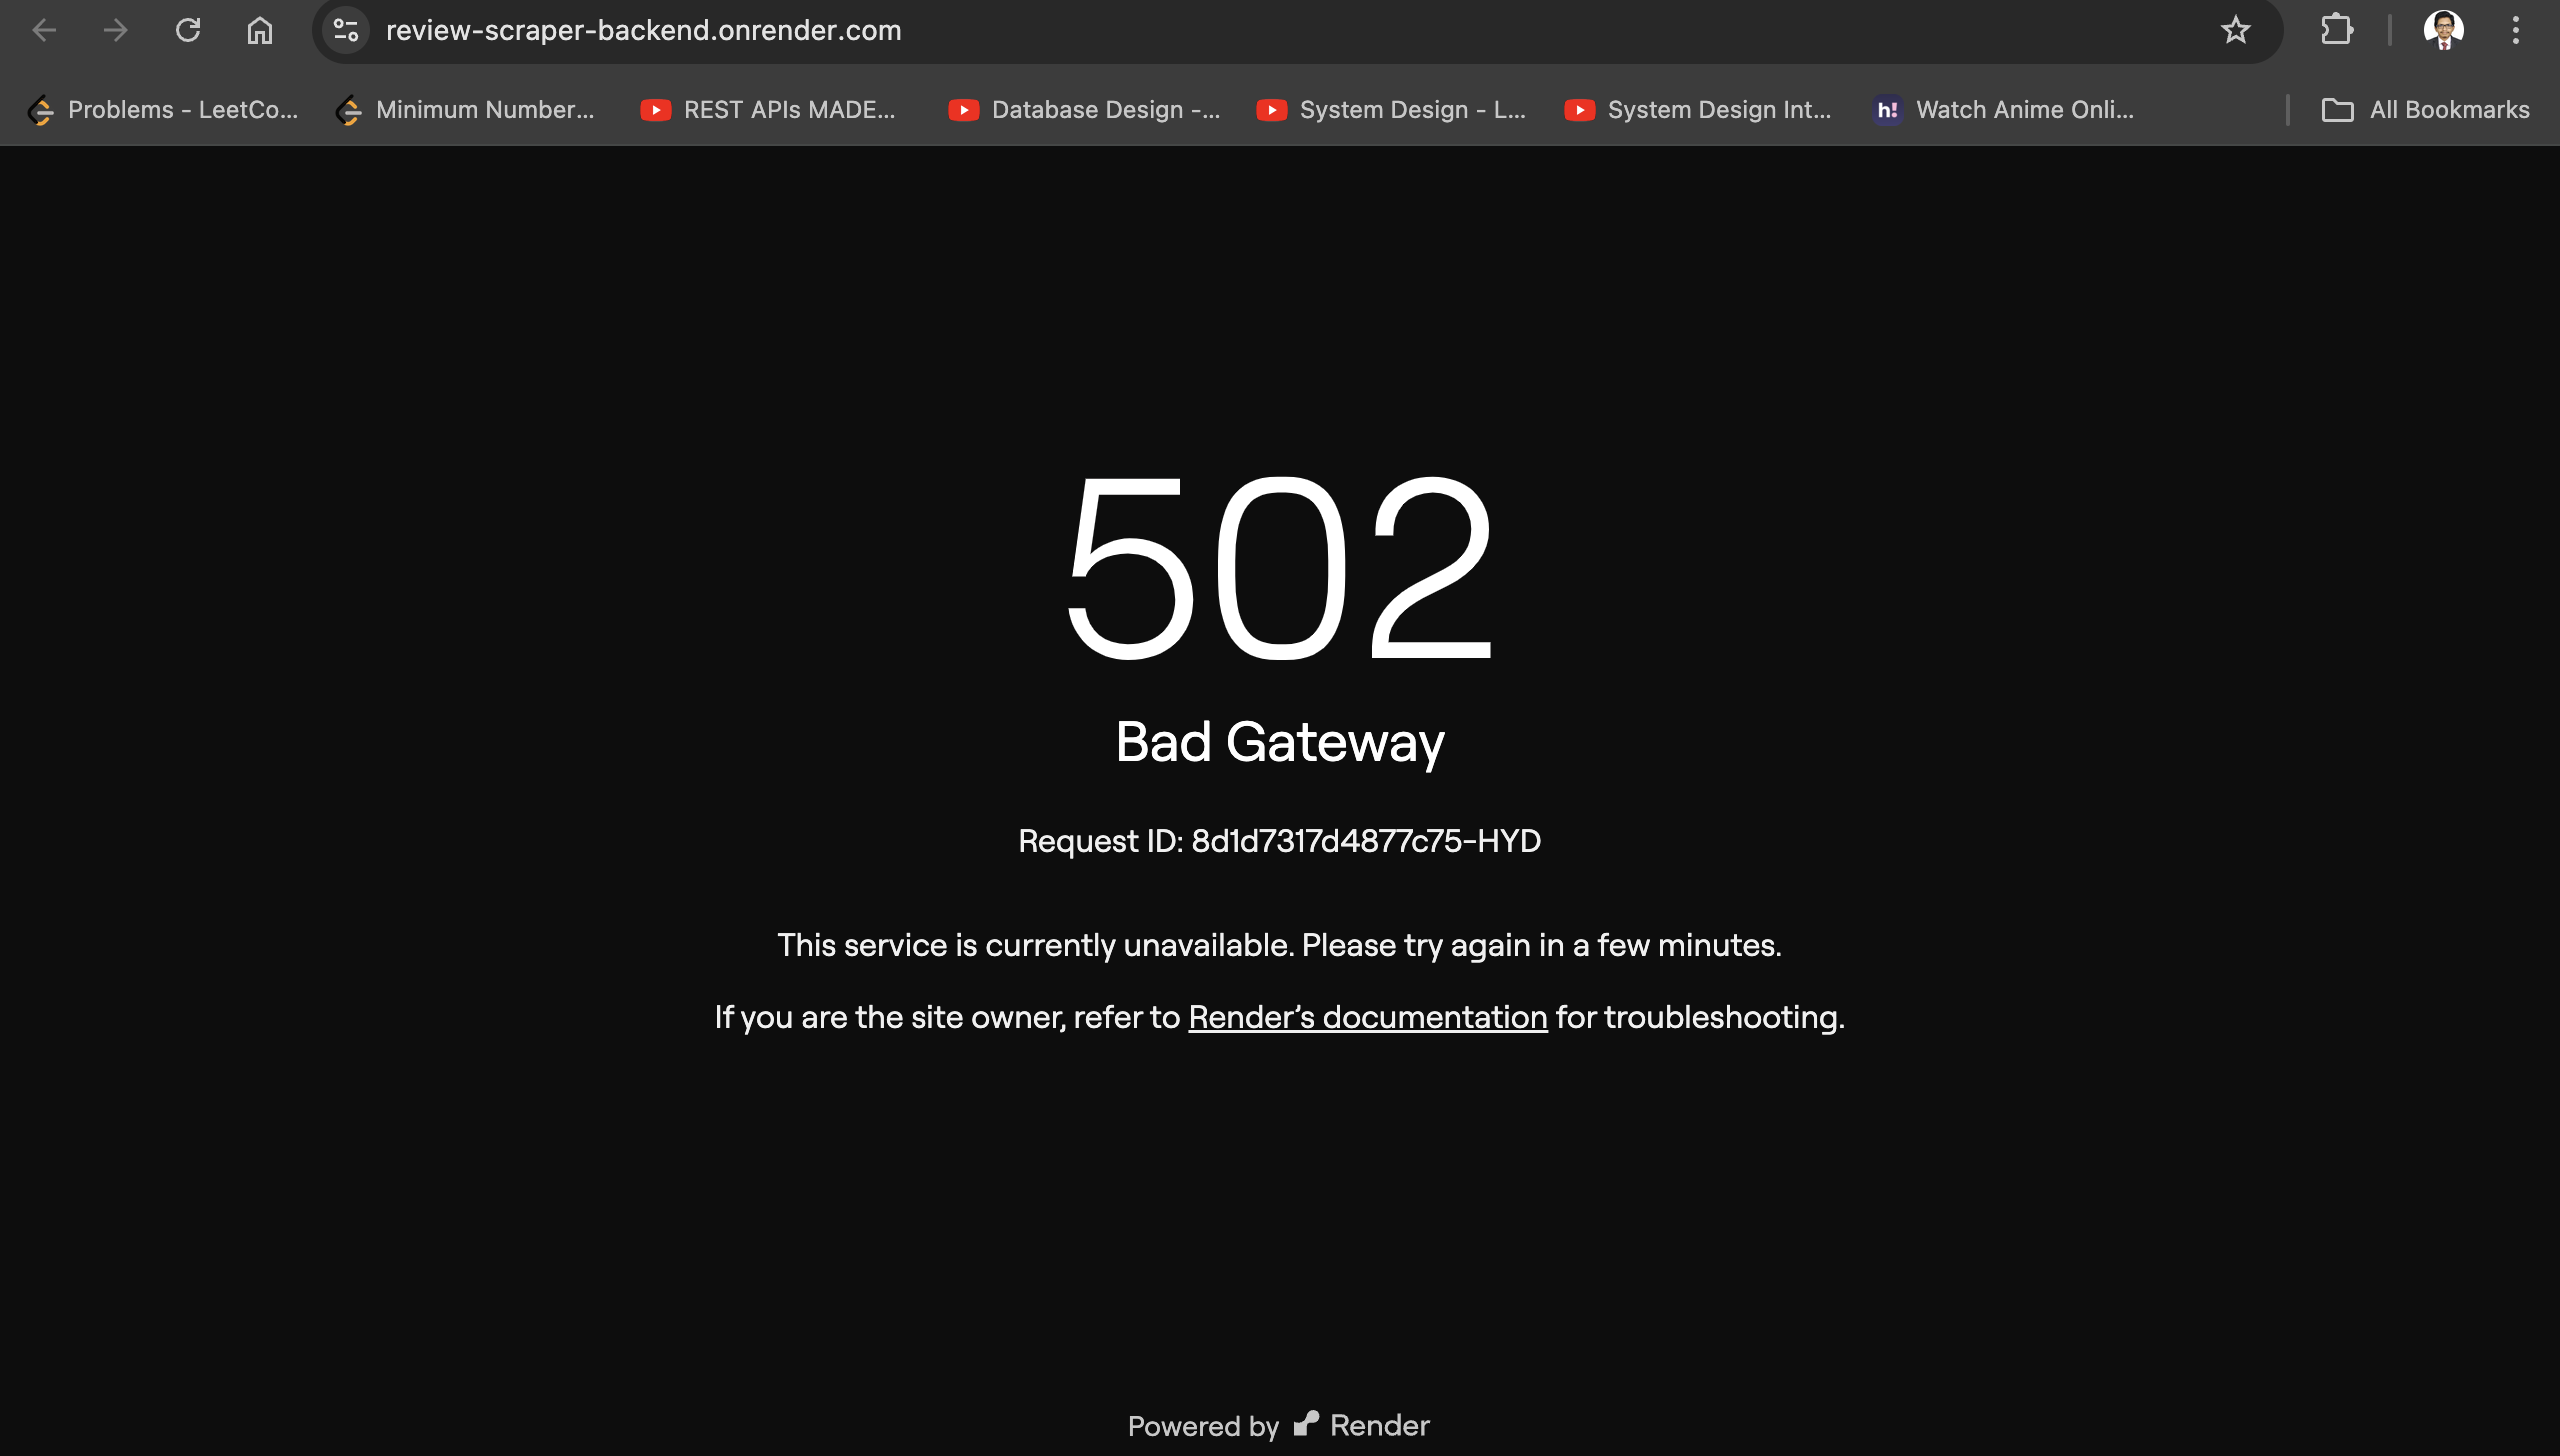 review-scraper-backend.onrender.com
Problems - LeetCo... Minimum Number... REST APIs MADE... Database Design -... System Design - L... System Design Int... h! Watch Anime Onli... All Bookmarks
502
Bad Gateway
Request ID: 8d1d7317d4877c75-HYD
This service is currently unavailable. Please try again in a few minutes.
If you are the site owner, refer to Render’s documentation for troubleshooting.
Powered by Render